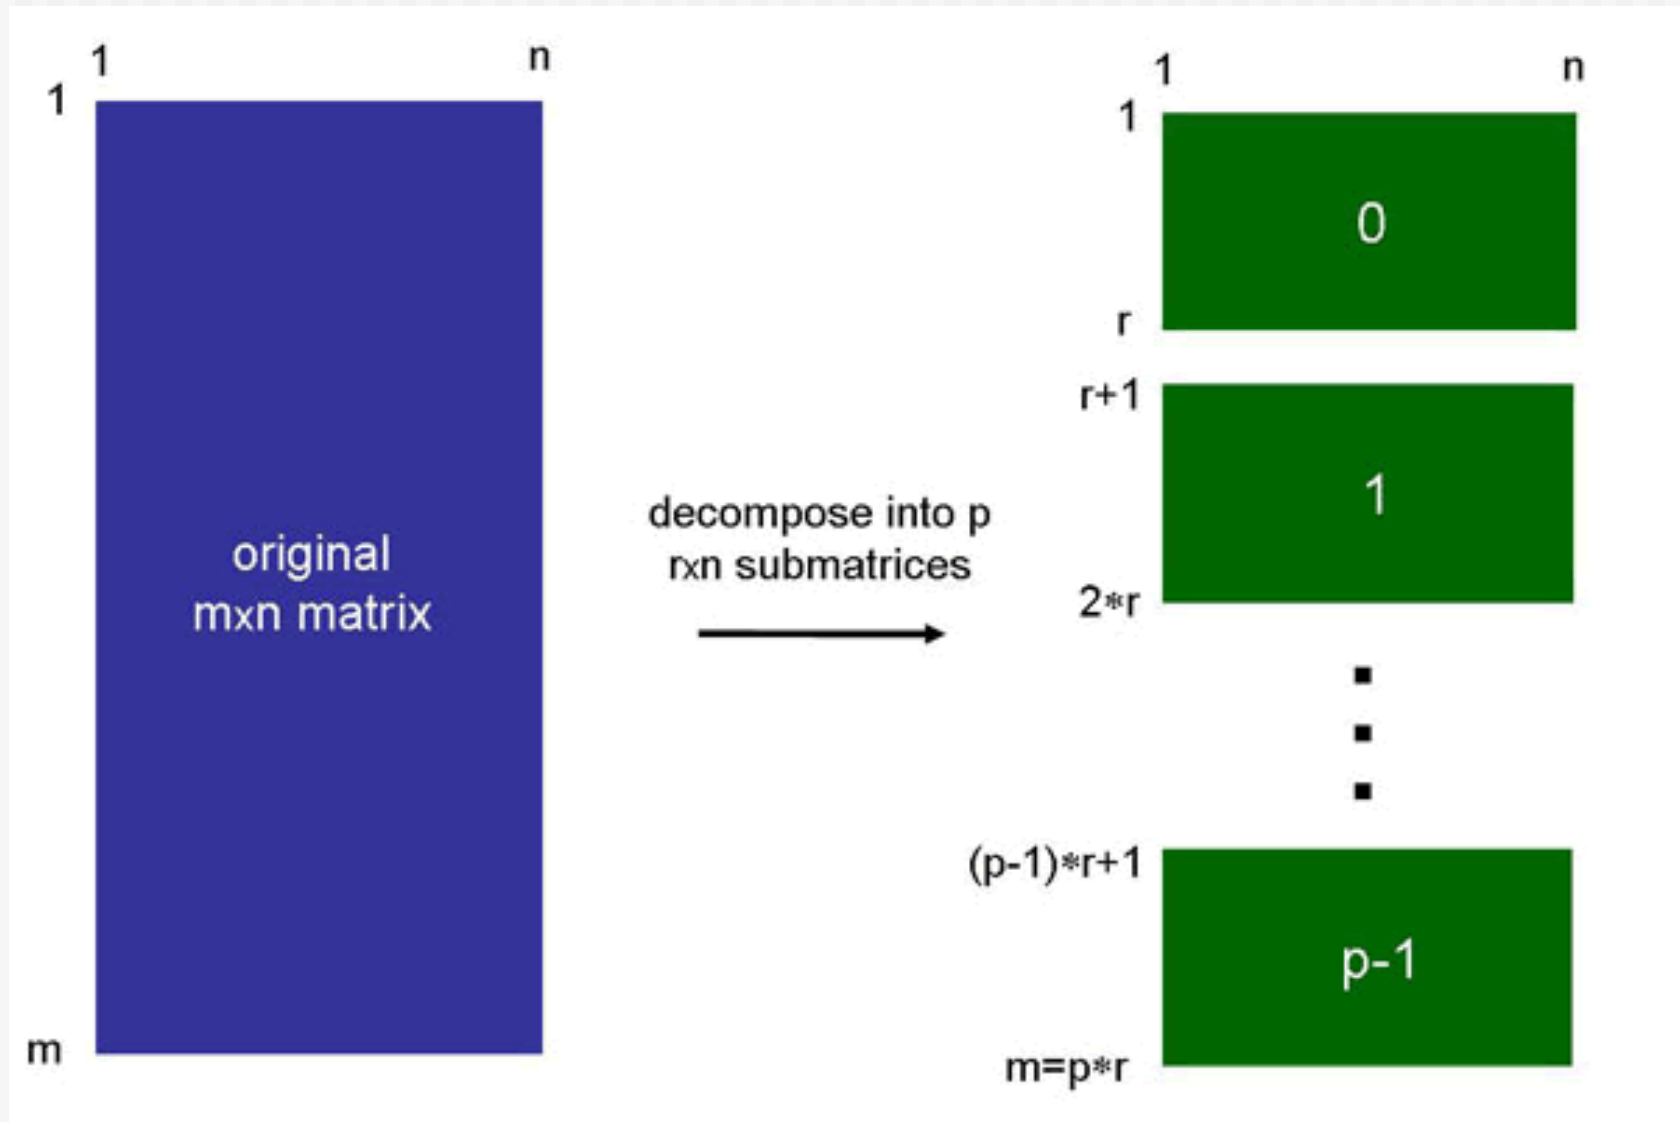 1
n
1
original
mxn matrix
m
decompose into p
rxn submatrices
1
n
1
0
r
r+1
1
2*r
(p-1)*r+1
p-1
m=p*r